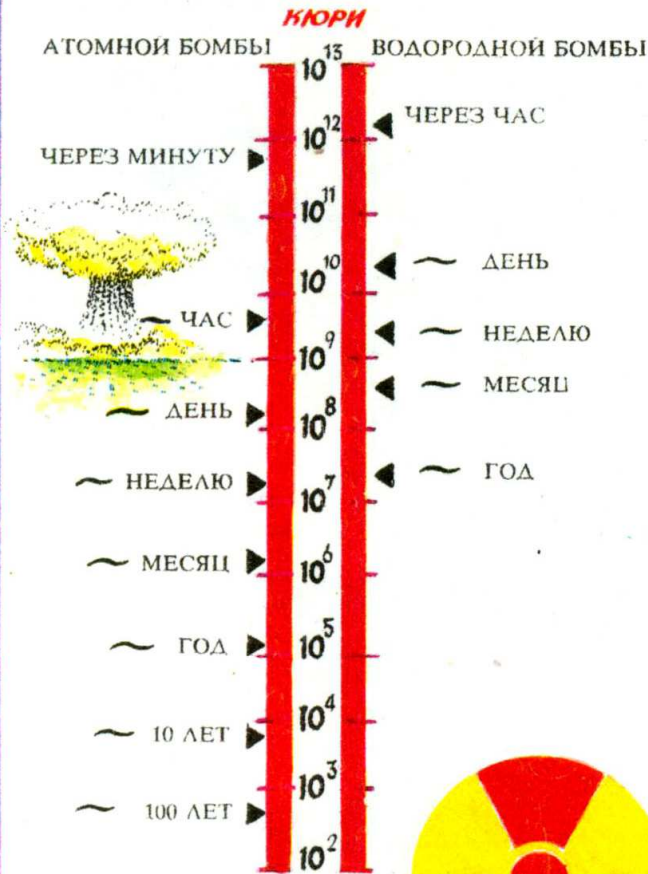 КЮРИ
АТОМНОЙ БОМБЫ ВОДОРОДНОЙ БОМБЫ
10¹³
ЧЕРЕЗ ЧАС
10¹²
ЧЕРЕЗ МИНУТУ
10¹¹
~ ДЕНЬ
10¹⁰
~ ЧАС
~ НЕДЕЛЮ
10⁹
~ МЕСЯЦ
~ ДЕНЬ
10⁸
~ ГОД
~ НЕДЕЛЮ
10⁷
~ МЕСЯЦ
10⁶
~ ГОД
10⁵
10⁴
~ 10 ЛЕТ
10³
~ 100 ЛЕТ
10²